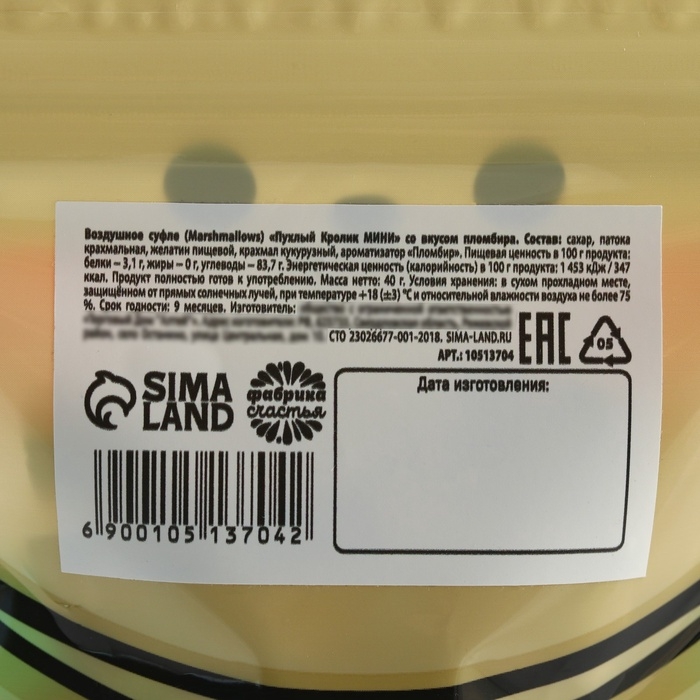 Воздушное суфле (Marshmallows) «Пухлый Кролик МИНИ» со вкусом пломбира. Состав: сахар, патока
крахмальная, желатин пищевой, крахмал кукурузный, ароматизатор «Пломбир». Пищевая ценность в 100 г продукта:
белки – 3,1 г, жиры – 0 г, углеводы – 83,7 г. Энергетическая ценность (калорийность) в 100 г продукта: 1 453 кДж / 347
ккал. Продукт полностью готов к употреблению. Масса нетто: 40 г. Условия хранения: в сухом прохладном месте,
защищённом от прямых солнечных лучей, при температуре +18 (±3) °С и относительной влажности воздуха не более 75
%. Срок годности: 9 месяцев. Изготовитель:
СТО 23026677-001-2018. SIMA-LAND.RU
АРТ.: 10513704
EAC
05
SIMA
LAND
фабрика
счастья
Дата изготовления:
6 900105 137042